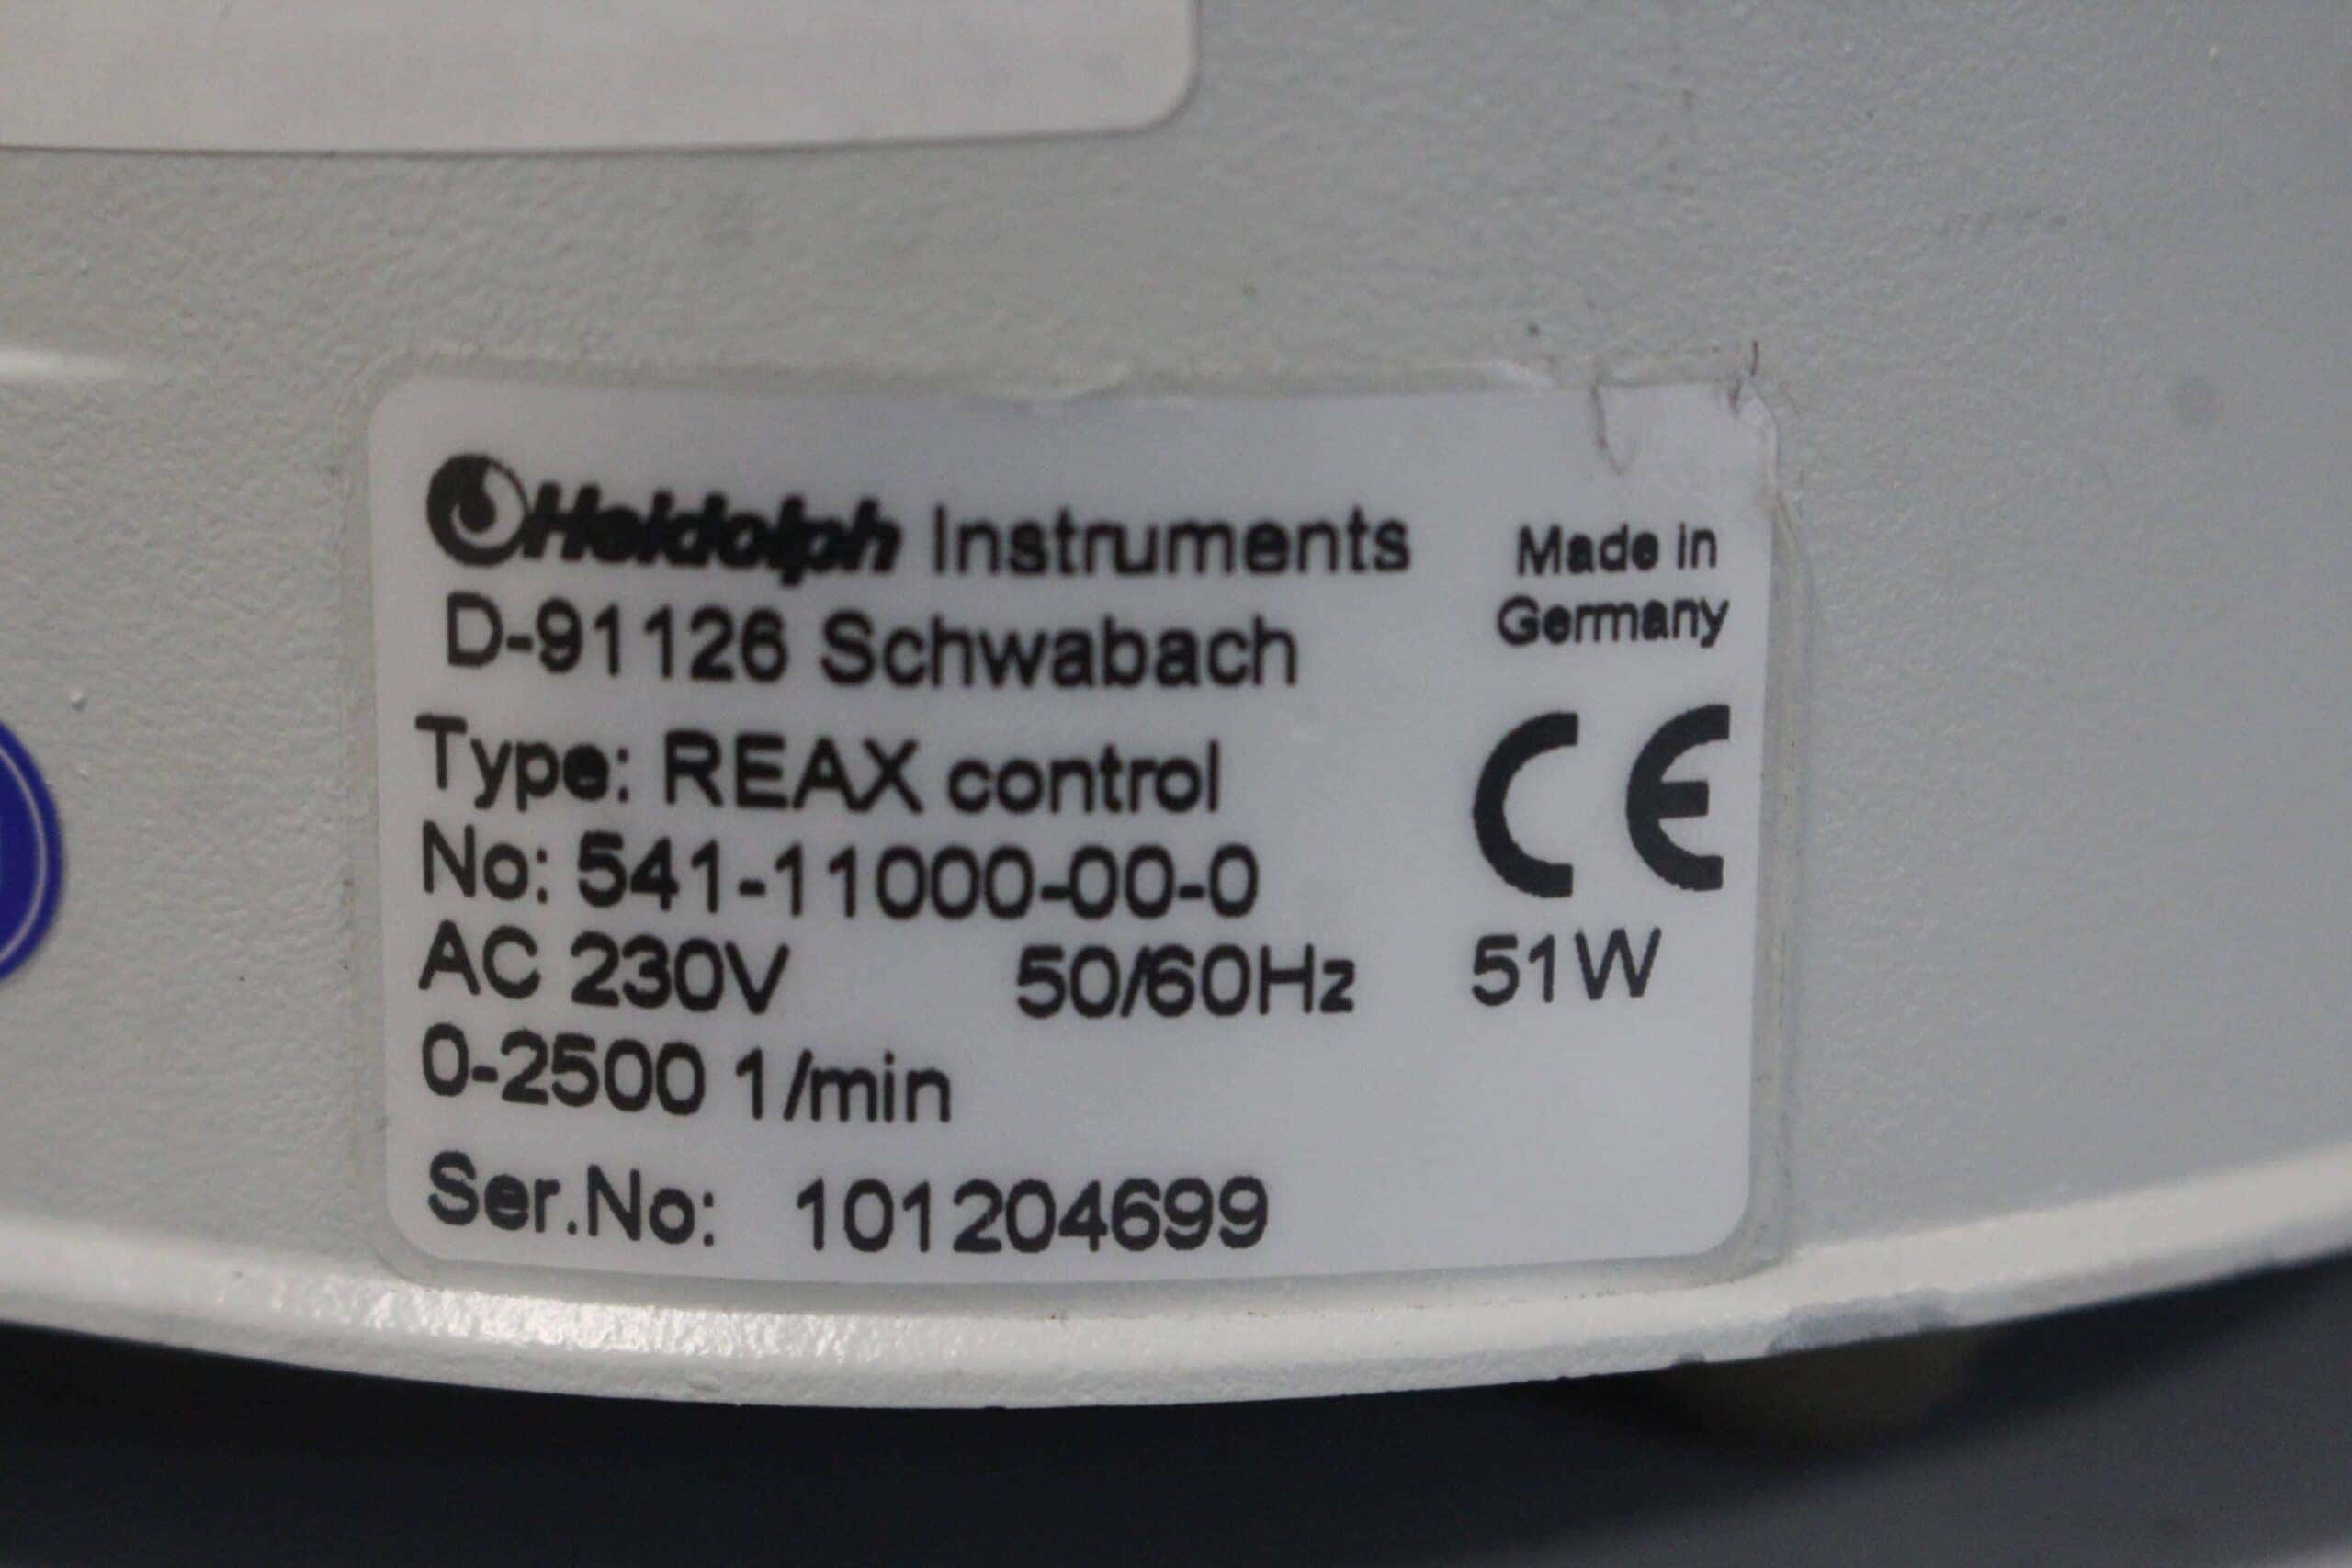 Heidolph Instruments
Made in
Germany
D-91126 Schwabach
Type: REAX control
No: 541-11000-00-0
CE
AC 230V 50/60Hz 51W
0-2500 1/min
Ser.No: 101204699